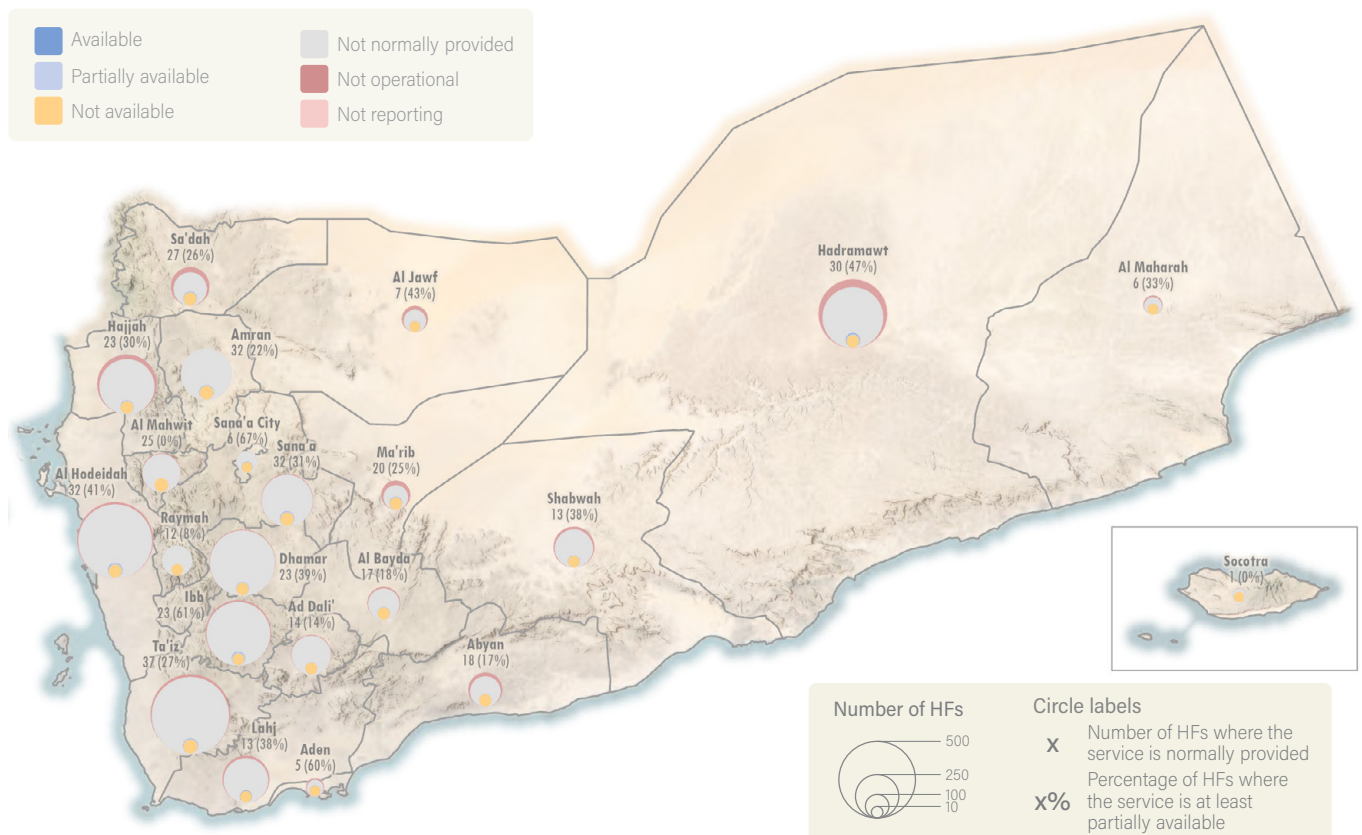 Available
Partially available
Not available
Not normally provided
Not operational
Not reporting
Sa'dah
27 (26%)
Al Jawf
7 (43%)
Hadramawt
30 (47%)
Al Maharah
6 (33%)
Hajjah
23 (30%)
Amran
32 (22%)
Al Mahwit
25 (0%)
Sana'a City
6 (67%)
Sana'a
32 (31%)
Ma'rib
20 (25%)
Al Hodeidah
32 (41%)
Shabwah
13 (38%)
Raymah
12 (8%)
Dhamar
23 (39%)
Al Bayda
17 (18%)
Socotra
1 (0%)
Ibb
23 (61%)
Ad Dali'
14 (14%)
Ta'iz
37 (27%)
Abyan
18 (17%)
Lahj
13 (38%)
Aden
5 (60%)
Number of HFs
500
250
100
10
Circle labels
x Number of HFs where the
service is normally provided
x% Percentage of HFs where
the service is at least
partially available